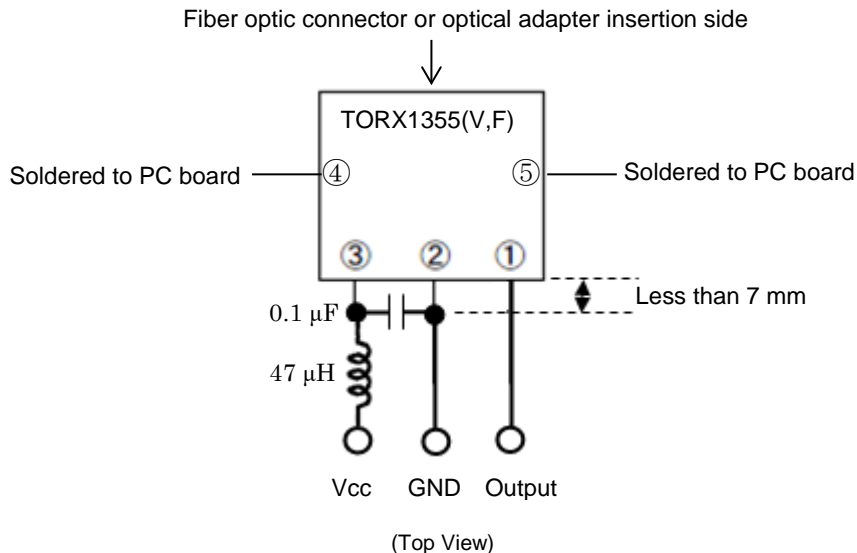 Fiber optic connector or optical adapter insertion side
TORX1355(V,F)
Soldered to PC board
④
⑤
Soldered to PC board
③
②
①
0.1 μF
Less than 7 mm
47 μH
Vcc
GND
Output
(Top View)